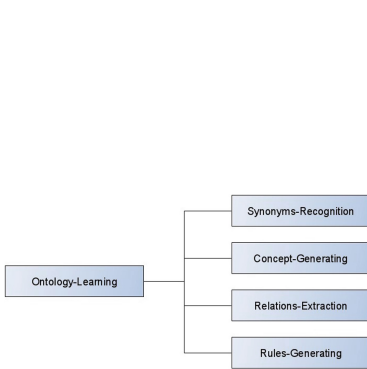 Synonyms-Recognition
Concept-Generating
Ontology-Learning
Relations-Extraction
Rules-Generating